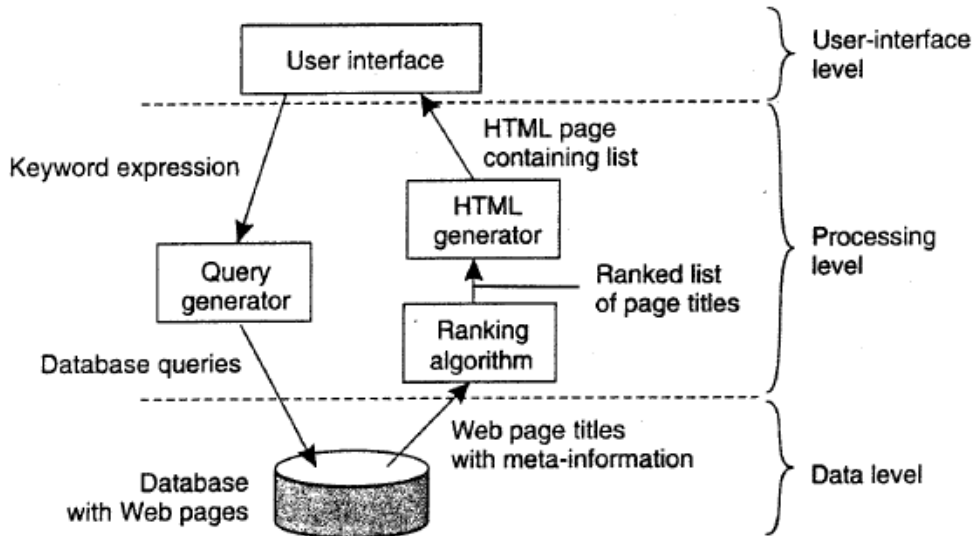 User interface
User-interface
level
Keyword expression
HTML page
containing list
HTML
generator
Query
generator
Ranked list
of page titles
Processing
level
Ranking
algorithm
Database queries
Web page titles
with meta-information
Database
with Web pages
Data level